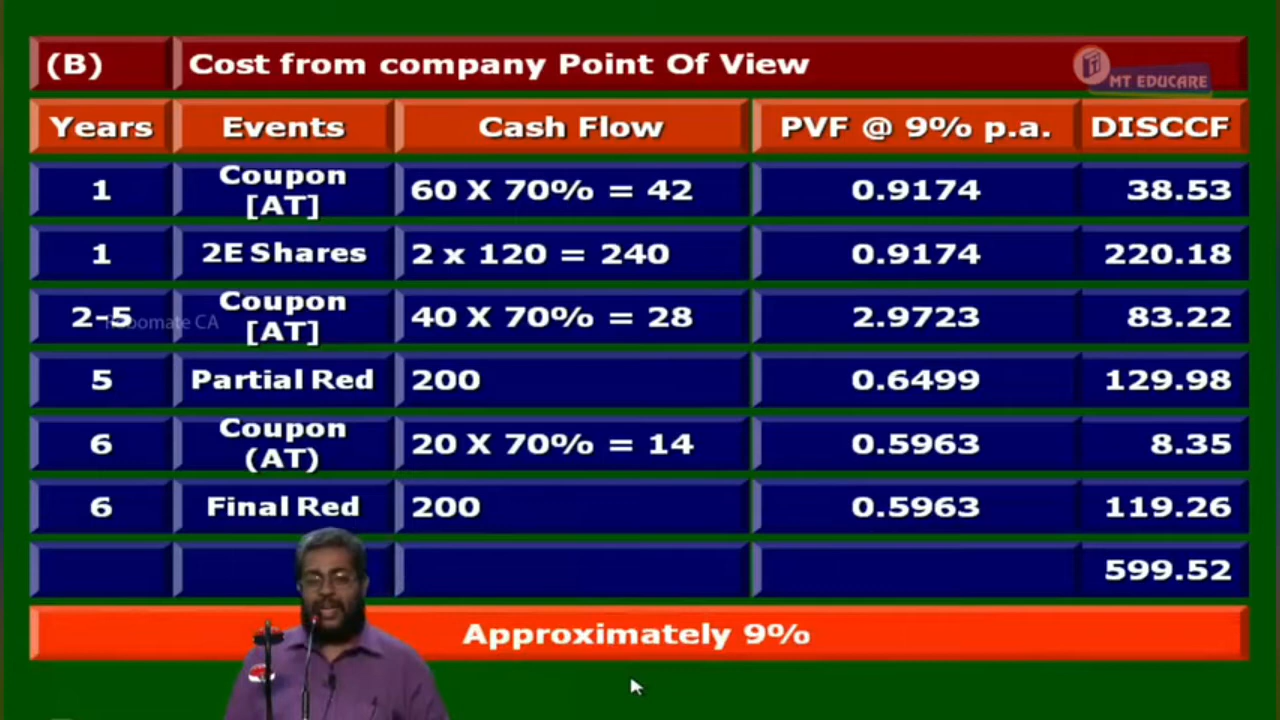 (B) Cost from company Point Of View
MT EDUCARE
Years Events Cash Flow PVF @ 9% p.a. DISCCF
1 Coupon [AT] 60 X 70% = 42 0.9174 38.53
1 2E Shares 2 x 120 = 240 0.9174 220.18
2-5 Coupon [AT] 40 X 70% = 28 2.9723 83.22
Robomate CA
5 Partial Red 200 0.6499 129.98
6 Coupon (AT) 20 X 70% = 14 0.5963 8.35
6 Final Red 200 0.5963 119.26
599.52
Approximately 9%